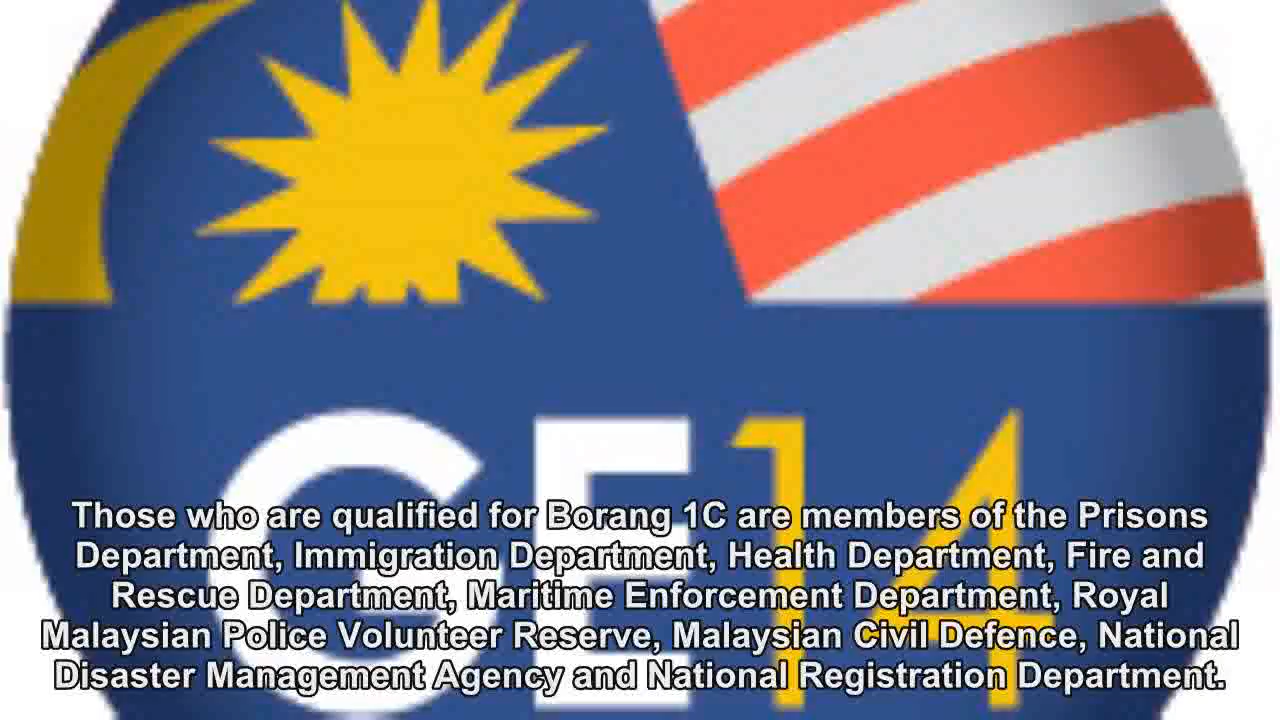 GE14
Those who are qualified for Borang 1C are members of the Prisons
Department, Immigration Department, Health Department, Fire and
Rescue Department, Maritime Enforcement Department, Royal
Malaysian Police Volunteer Reserve, Malaysian Civil Defence, National
Disaster Management Agency and National Registration Department.